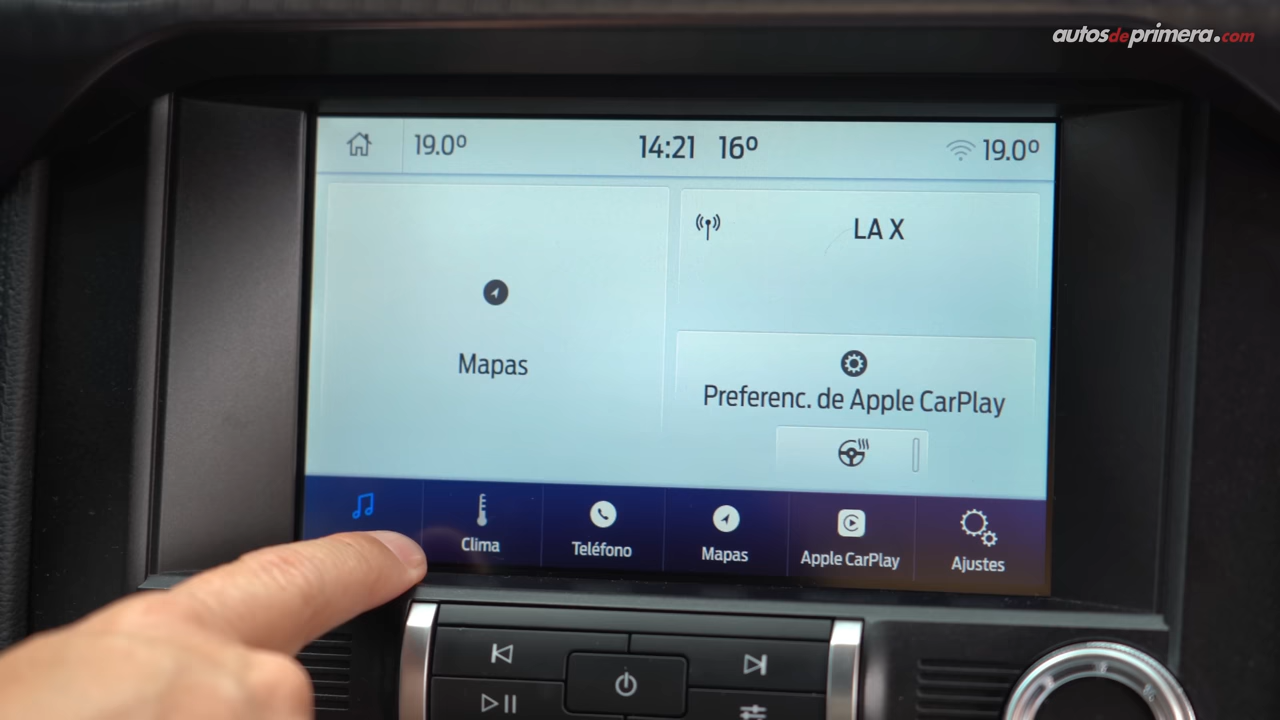 autosdeprimera.com
19.0º
14:21 16º
19.0º
LA X
Mapas
Preferenc. de Apple CarPlay
Clima
Teléfono
Mapas
Apple CarPlay
Ajustes